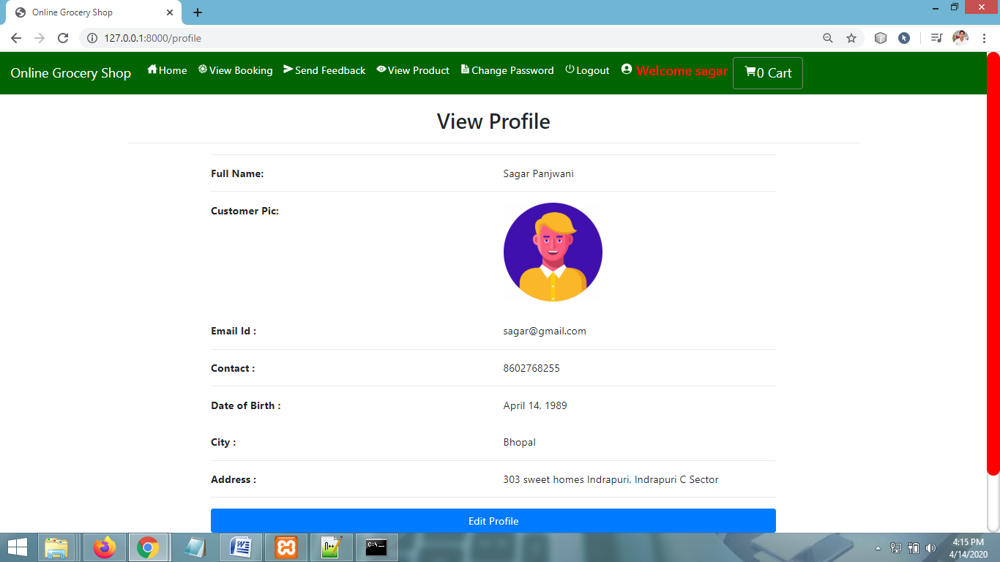 Online Grocery Shop
127.0.0.1:8000/profile
Online Grocery Shop Home View Booking Send Feedback View Product Change Password Logout Welcome sagar 0 Cart
View Profile
Full Name: Sagar Panjwani
Customer Pic:
Email Id : sagar@gmail.com
Contact : 8602768255
Date of Birth : April 14, 1989
City : Bhopal
Address : 303 sweet homes Indrapuri, Indrapuri C Sector
Edit Profile
4:15 PM
4/14/2020